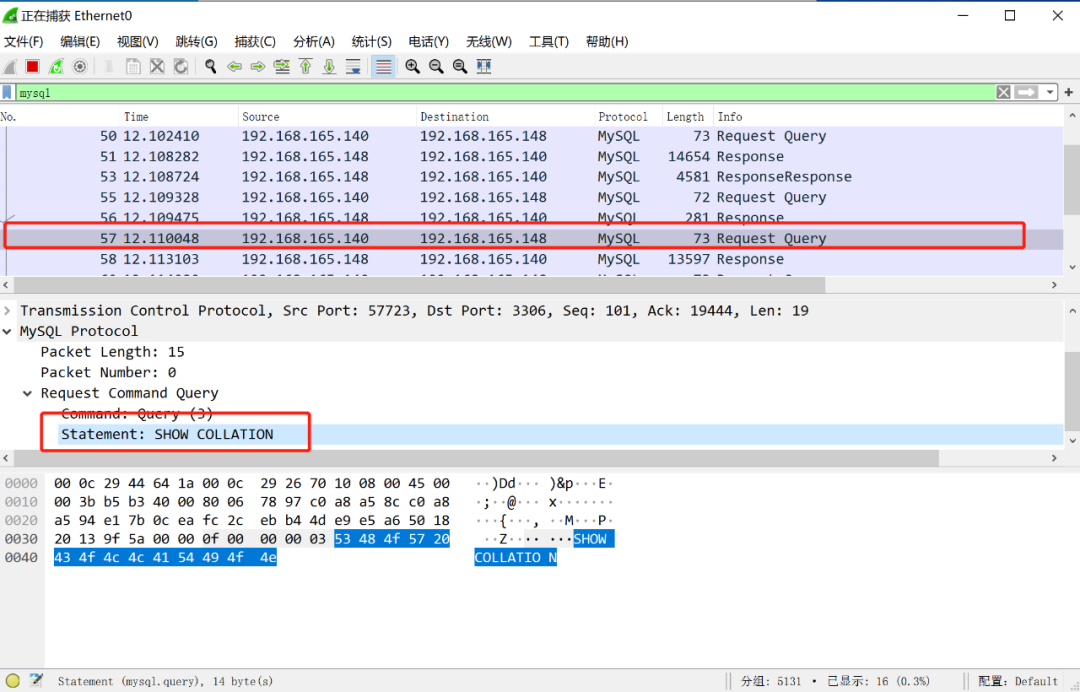 正在捕获 Ethernet0
文件(F) 编辑(E) 视图(V) 跳转(G) 捕获(C) 分析(A) 统计(S) 电话(Y) 无线(W) 工具(T) 帮助(H)
mysql
No. Time Source Destination Protocol Length Info
50 12.102410 192.168.165.140 192.168.165.148 MySQL 73 Request Query
51 12.108282 192.168.165.148 192.168.165.140 MySQL 14654 Response
53 12.108724 192.168.165.148 192.168.165.140 MySQL 4581 ResponseResponse
55 12.109328 192.168.165.140 192.168.165.148 MySQL 72 Request Query
56 12.109475 192.168.165.148 192.168.165.140 MySQL 281 Response
57 12.110048 192.168.165.140 192.168.165.148 MySQL 73 Request Query
58 12.113103 192.168.165.148 192.168.165.140 MySQL 13597 Response
Transmission Control Protocol, Src Port: 57723, Dst Port: 3306, Seq: 101, Ack: 19444, Len: 19
MySQL Protocol
Packet Length: 15
Packet Number: 0
Request Command Query
Command: Query (3)
Statement: SHOW COLLATION
0000 00 0c 29 44 64 1a 00 0c 29 26 70 10 08 00 45 00 ··)Dd··· )&p···E·
0010 00 3b b5 b3 40 00 80 06 78 97 c0 a8 a5 8c c0 a8 ·;··@··· x·······
0020 a5 94 e1 7b 0c ea fc 2c eb b4 4d e9 e5 a6 50 18 ···{···, ··M···P·
0030 20 13 9f 5a 00 00 0f 00 00 00 03 53 48 4f 57 20 ···Z···· ···SHOW
0040 43 4f 4c 4c 41 54 49 4f 4e COLLATIO N
Statement (mysql.query), 14 byte(s) 分组: 5131 · 已显示: 16 (0.3%) 配置: Default